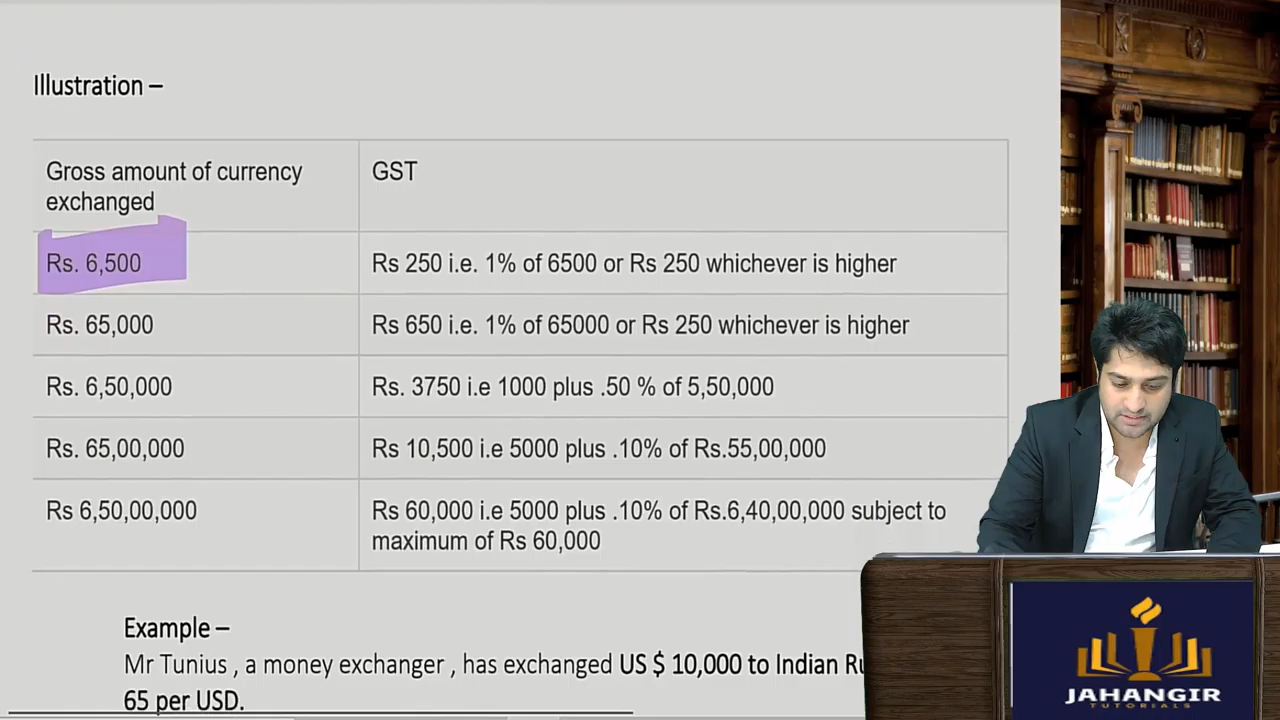 Illustration –
Gross amount of currency
exchanged
GST
Rs. 6,500
Rs 250 i.e. 1% of 6500 or Rs 250 whichever is higher
Rs. 65,000
Rs 650 i.e. 1% of 65000 or Rs 250 whichever is higher
Rs. 6,50,000
Rs. 3750 i.e 1000 plus .50 % of 5,50,000
Rs. 65,00,000
Rs 10,500 i.e 5000 plus .10% of Rs.55,00,000
Rs 6,50,00,000
Rs 60,000 i.e 5000 plus .10% of Rs.6,40,00,000 subject to
maximum of Rs 60,000
Example –
Mr Tunius , a money exchanger , has exchanged US $ 10,000 to Indian Ru
65 per USD.
JAHANGIR
TUTORIALS